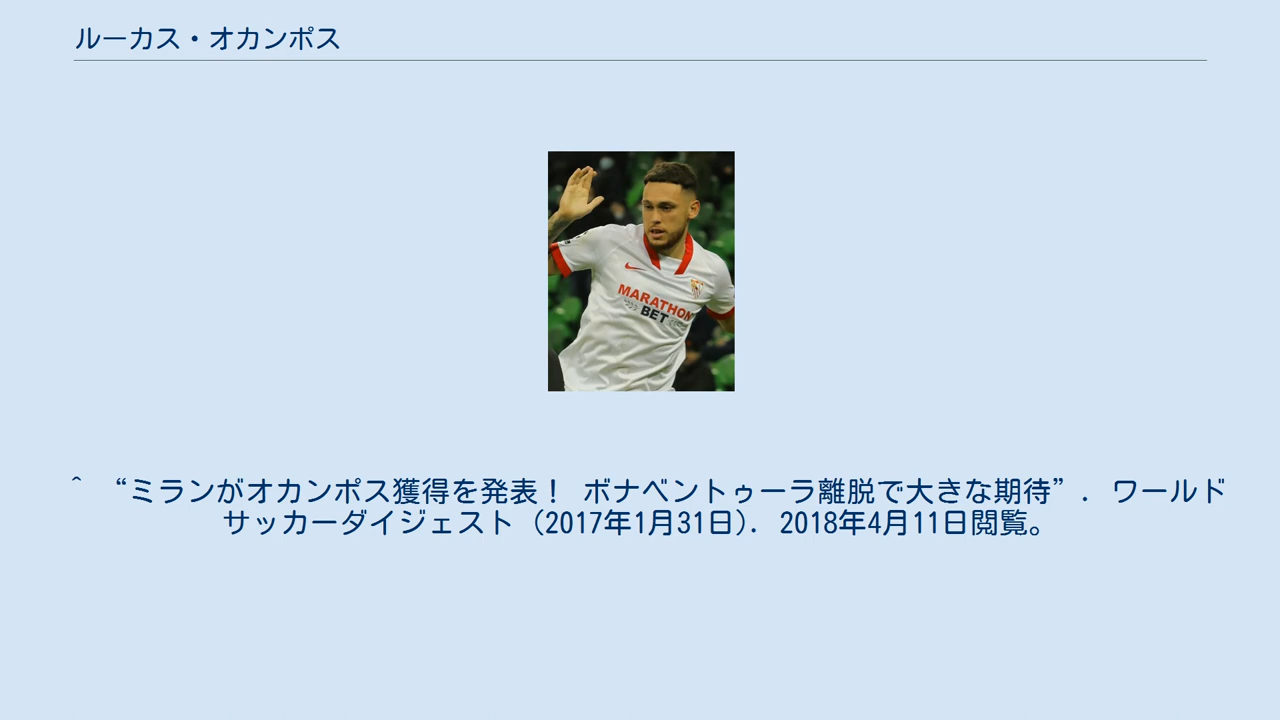 ルーカス・オカンポス
MARATHON
BET
^ “ミランがオカンポス獲得を発表！ ボナベントゥーラ離脱で大きな期待”. ワールド
サッカーダイジェスト (2017年1月31日). 2018年4月11日閲覧。